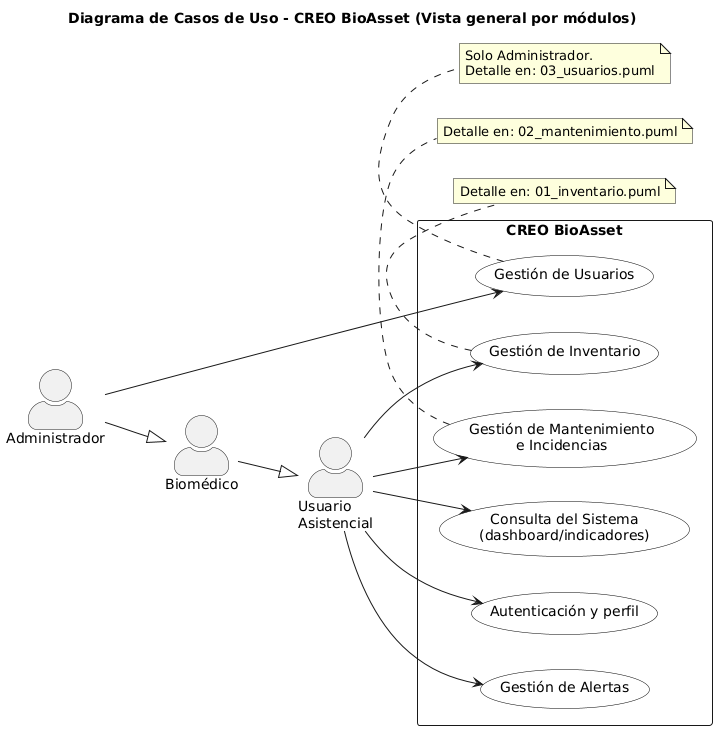 Diagrama de Casos de Uso - CREO BioAsset (Vista general por módulos)
Solo Administrador.
Detalle en: 03_usuarios.puml
Detalle en: 02_mantenimiento.puml
Detalle en: 01_inventario.puml
CREO BioAsset
Gestión de Usuarios
Gestión de Inventario
Gestión de Mantenimiento
e Incidencias
Consulta del Sistema
(dashboard/indicadores)
Autenticación y perfil
Gestión de Alertas
Administrador
Biomédico
Usuario
Asistencial